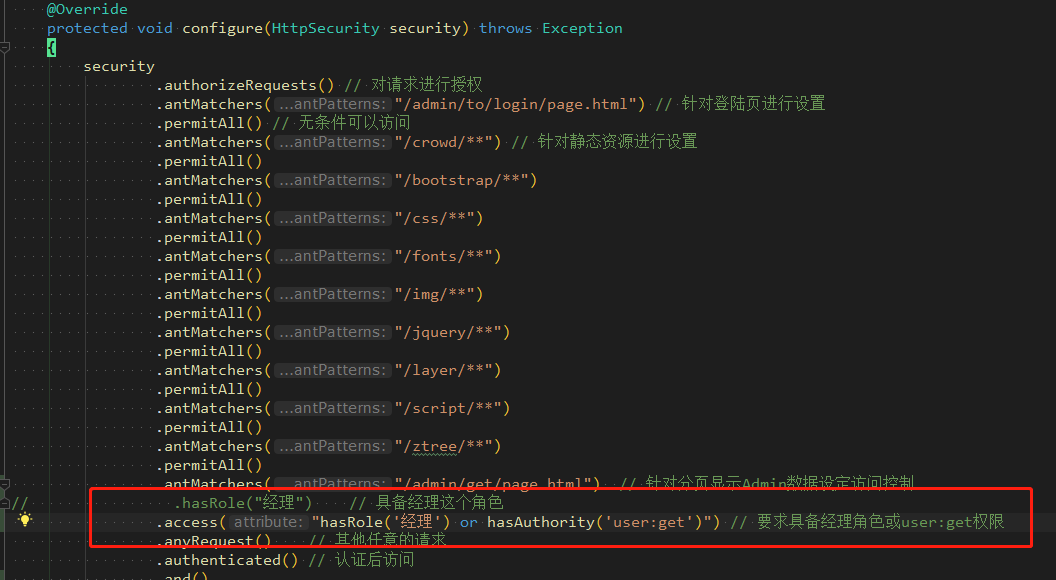 @Override
protected void configure(HttpSecurity security) throws Exception
{
security
.authorizeRequests() // 对请求进行授权
.antMatchers( ...antPatterns: "/admin/to/login/page.html") // 针对登陆页进行设置
.permitAll() // 无条件可以访问
.antMatchers( ...antPatterns: "/crowd/**") // 针对静态资源进行设置
.permitAll()
.antMatchers( ...antPatterns: "/bootstrap/**")
.permitAll()
.antMatchers( ...antPatterns: "/css/**")
.permitAll()
.antMatchers( ...antPatterns: "/fonts/**")
.permitAll()
.antMatchers( ...antPatterns: "/img/**")
.permitAll()
.antMatchers( ...antPatterns: "/jquery/**")
.permitAll()
.antMatchers( ...antPatterns: "/layer/**")
.permitAll()
.antMatchers( ...antPatterns: "/script/**")
.permitAll()
.antMatchers( ...antPatterns: "/ztree/**")
.permitAll()
.antMatchers( ...antPatterns: "/admin/get/page.html") // 针对分页显示Admin数据设定访问控制
// .hasRole("经理") // 具备经理这个角色
.access( attribute: "hasRole('经理') or hasAuthority('user:get')") // 要求具备经理角色或user:get权限
.anyRequest() // 其他任意的请求
.authenticated() // 认证后访问
.and()